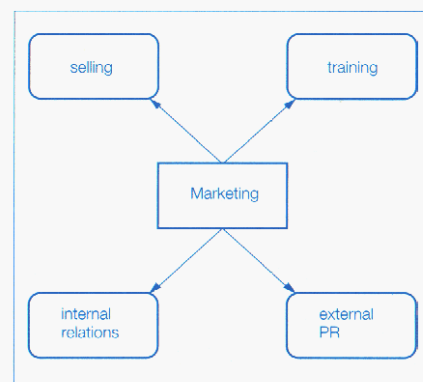 selling
training
Marketing
internal
relations
external
PR